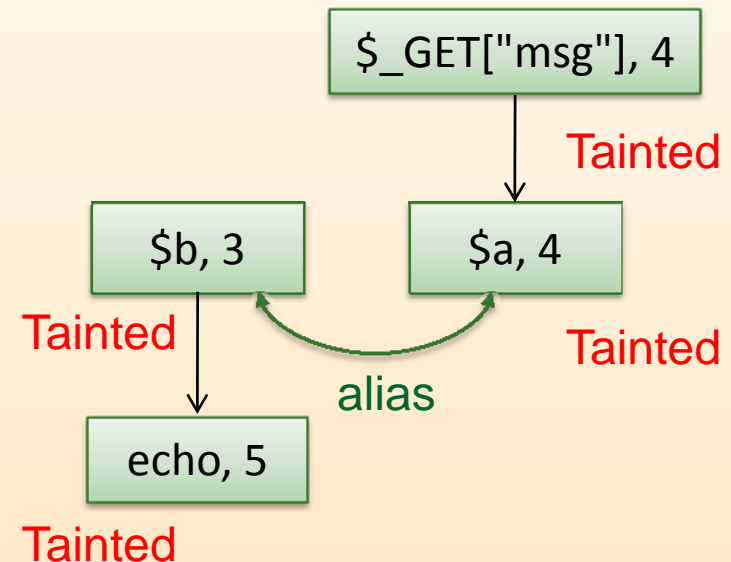 $_GET["msg"], 4
Tainted
$b, 3
$a, 4
Tainted
Tainted
alias
echo, 5
Tainted